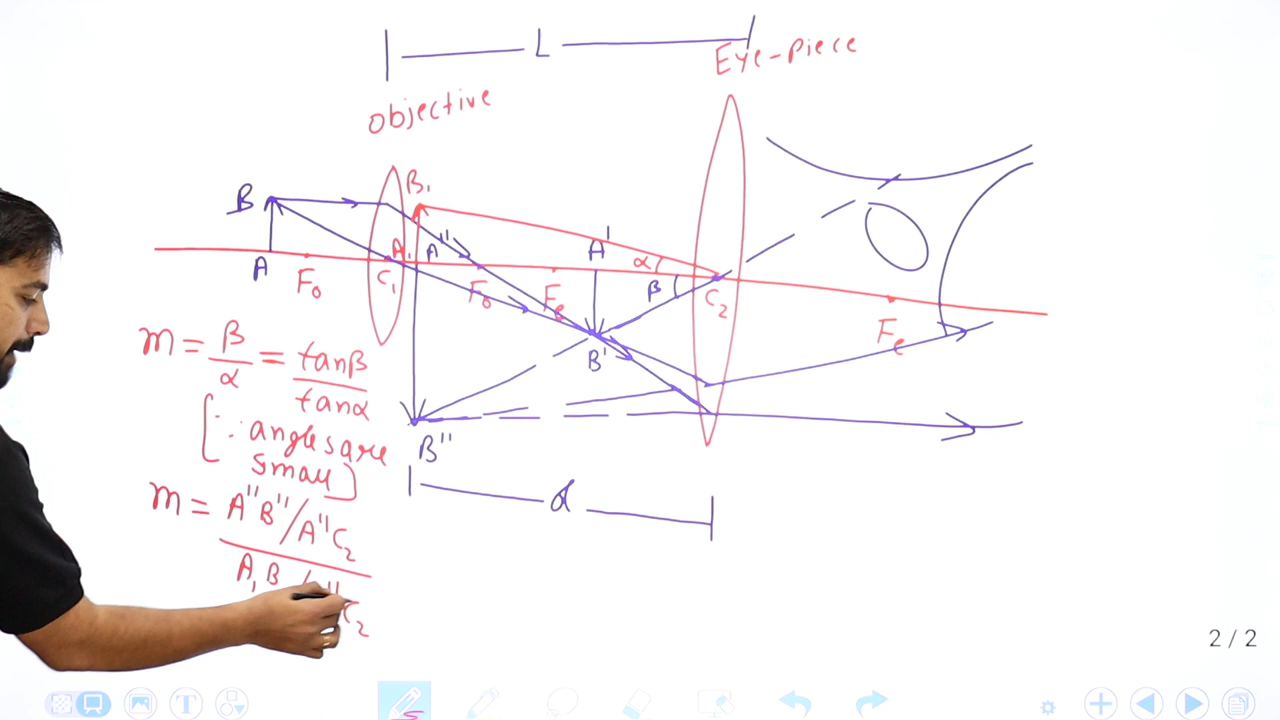 L
Eye-piece
objective
B
B₁
A₁
A''
A'
α
β
A
F₀
C₁
F₀
Fe
C₂
Fe
B'
B''
m = β/α = tanβ/tanα
[∵ angles are
small]
m = A''B''/A''C₂
A₁B / '' C₂
d
2 / 2
T